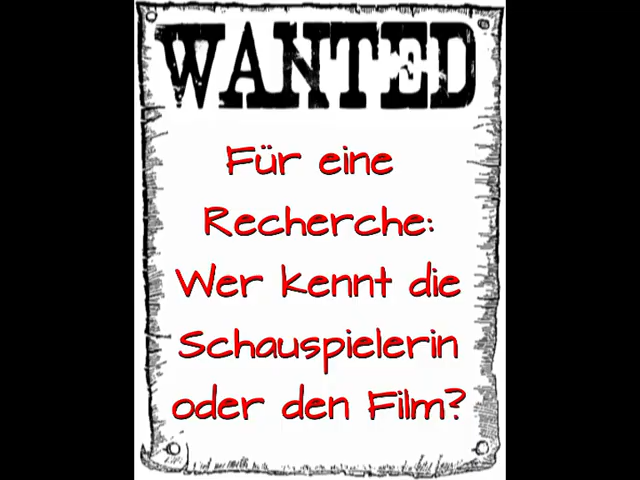 WANTED
Für eine
Recherche:
Wer kennt die
Schauspielerin
oder den Film?